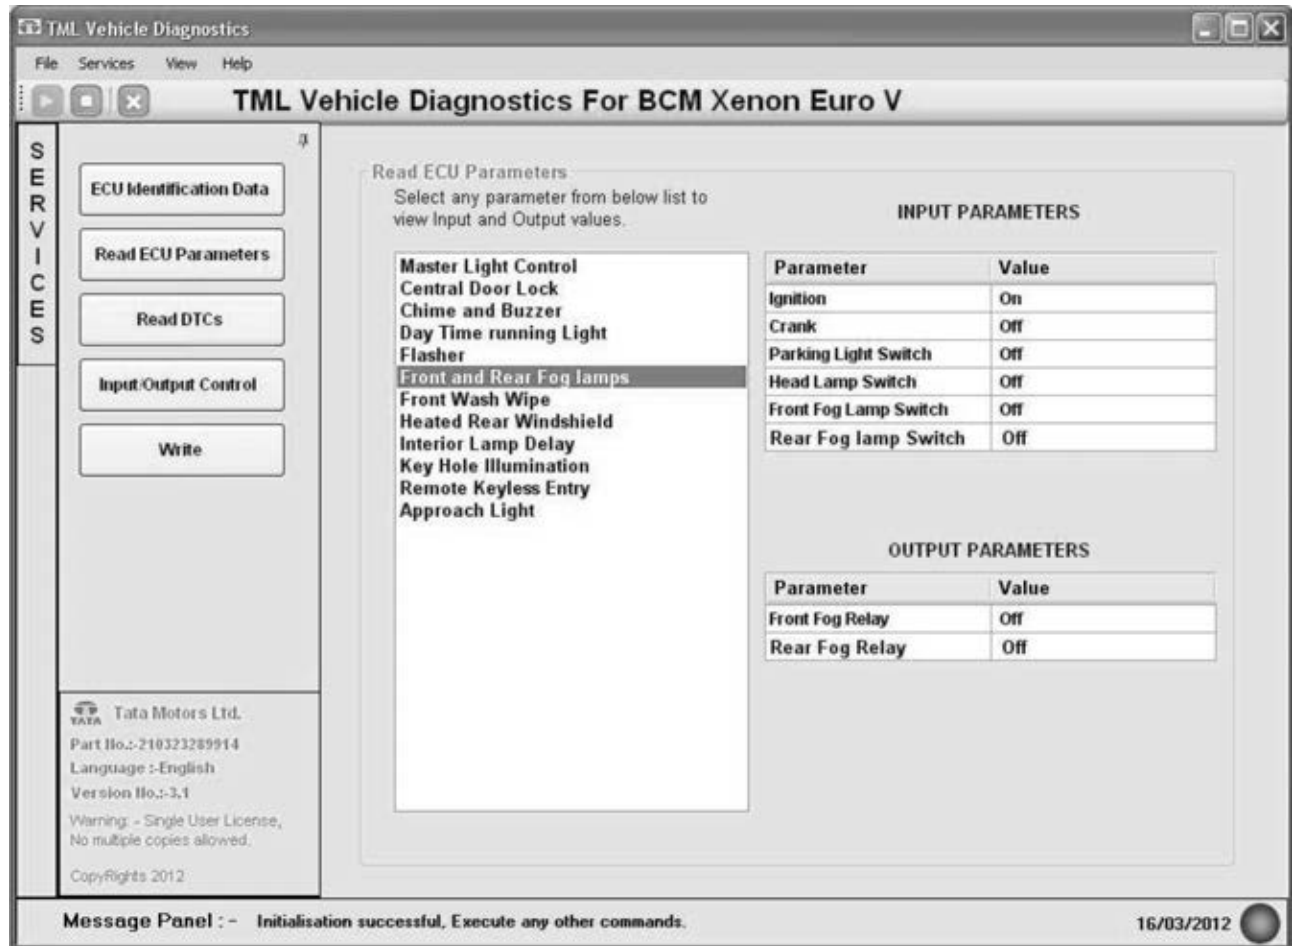 TML Vehicle Diagnostics
File Services View Help
TML Vehicle Diagnostics For BCM Xenon Euro V
SERVICES
ECU Identification Data
Read ECU Parameters
Read DTCs
Input/Output Control
Write
TATA
Tata Motors Ltd.
Part No.:-210323289914
Language :-English
Version No.:-3.1
Warning: - Single User License,
No multiple copies allowed.
CopyRights 2012
Read ECU Parameters
Select any parameter from below list to
view Input and Output values.
Master Light Control
Central Door Lock
Chime and Buzzer
Day Time running Light
Flasher
Front and Rear Fog lamps
Front Wash Wipe
Heated Rear Windshield
Interior Lamp Delay
Key Hole Illumination
Remote Keyless Entry
Approach Light
INPUT PARAMETERS
Parameter Value
Ignition On
Crank Off
Parking Light Switch Off
Head Lamp Switch Off
Front Fog Lamp Switch Off
Rear Fog lamp Switch Off
OUTPUT PARAMETERS
Parameter Value
Front Fog Relay Off
Rear Fog Relay Off
Message Panel : - Initialisation successful, Execute any other commands.
16/03/2012